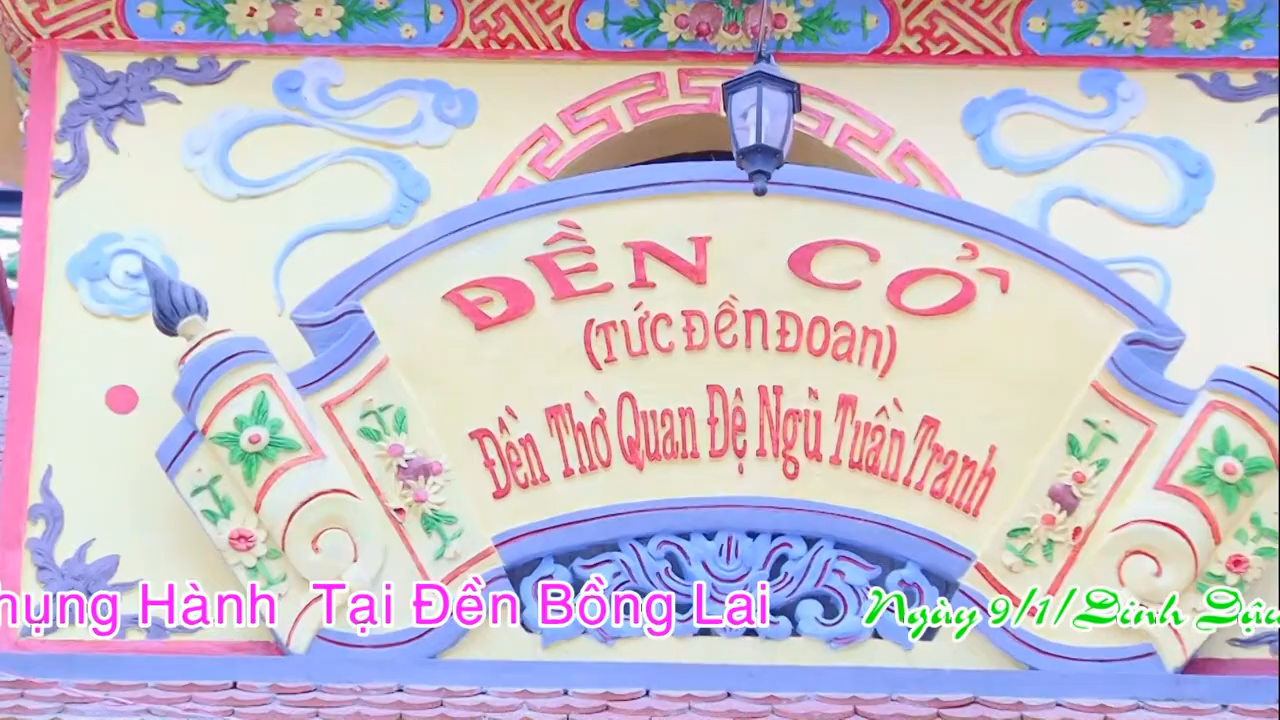 ĐỀN CỔ
(TỨC ĐỀN ĐOAN)
Đền Thờ Quan Đệ Ngũ Tuần Tranh
hụng Hành Tại Đền Bồng Lai
Ngày 9/1/Đinh Dậu